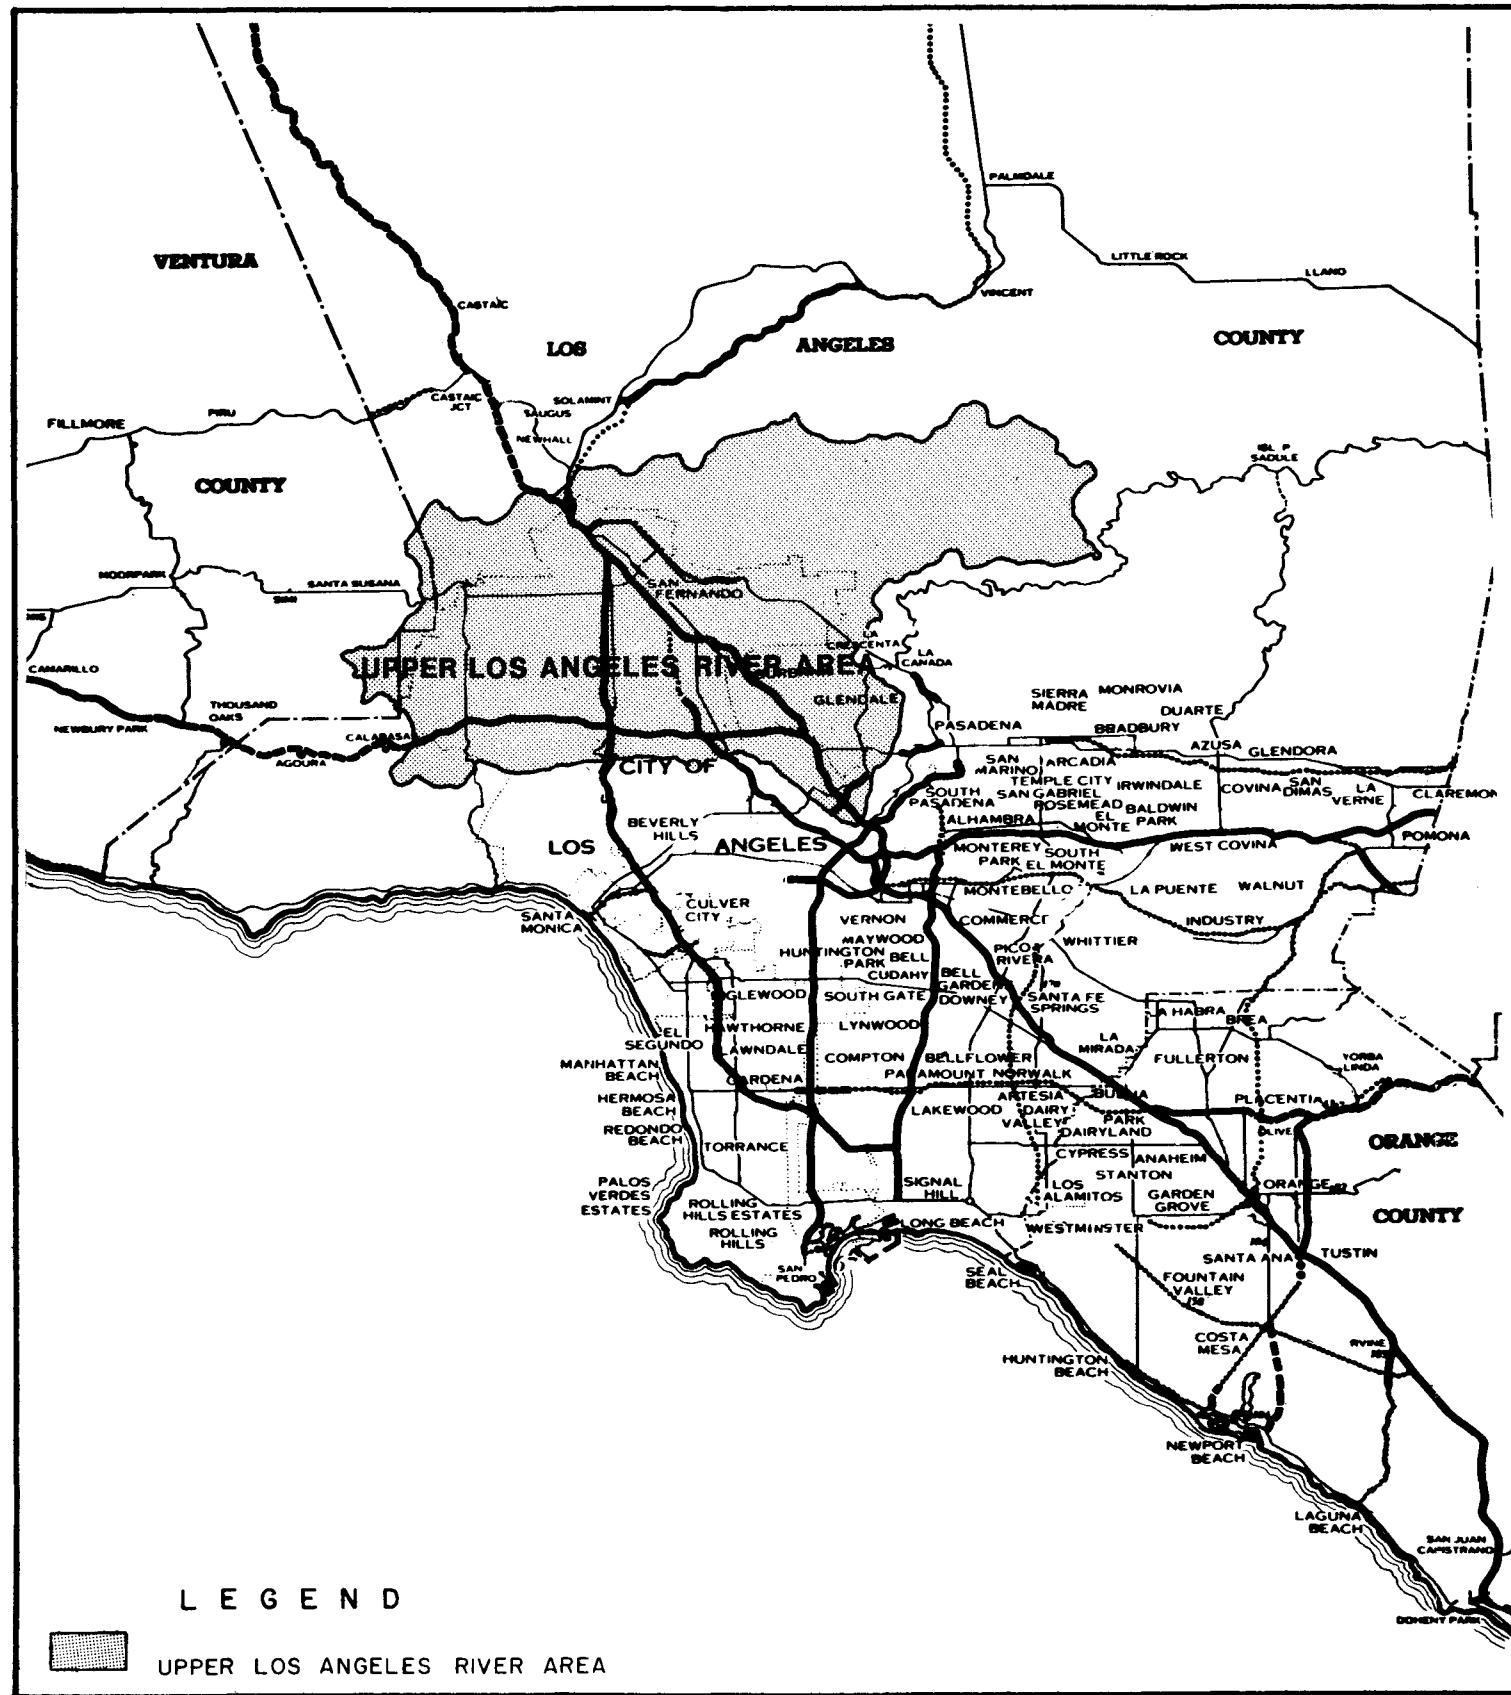 PALMDALE
VENTURA
LITTLE ROCK
LLANO
CASTAIC
VINCENT
LOS
ANGELES
COUNTY
CASTAIC
JCT
SOLAMINT
SAUGUS
PIRU
FILLMORE
NEWHALL
COUNTY
MOORPARK
SANTA SUSANA
SIMI
SAN
FERNANDO
LA
CRESCENTA
LA
CANADA
CAMARILLO
UPPER LOS ANGELES RIVER AREA
GLENDALE
SIERRA
MADRE
MONROVIA
DUARTE
BRADBURY
THOUSAND
OAKS
NEWBURY PARK
CALABASA
AGOURA
PASADENA
AZUSA
GLENDORA
CITY OF
SAN
MARINO
ARCADIA
TEMPLE CITY
IRWINDALE
COVINA
SAN
DIMAS
LA
VERNE
CLAREMON
SOUTH
PASADENA
SAN GABRIEL
ROSEMEAD
BALDWIN
PARK
EL
MONTE
ALHAMBRA
BEVERLY
HILLS
LOS
ANGELES
MONTEREY
PARK
SOUTH
EL MONTE
WEST COVINA
POMONA
MONTEBELLO
LA PUENTE
WALNUT
SANTA
MONICA
CULVER
CITY
VERNON
COMMERCE
INDUSTRY
MAYWOOD
HUNTINGTON
PARK
BELL
PICO
RIVERA
WHITTIER
CUDAHY
BELL
GARDEN
GLEWOOD
SOUTH GATE
DOWNEY
SANTA FE
SPRINGS
A HABRA
BREA
EL
SEGUNDO
HAWTHORNE
LYNWOOD
LA
MIRADA
FULLERTON
YORBA
LINDA
MANHATTAN
BEACH
LAWNDALE
COMPTON
BELLFLOWER
GARDENA
PARAMOUNT
NORWALK
HERMOSA
BEACH
LAKEWOOD
ARTESIA
DAIRY
VALLEY
BUENA
PARK
PLACENTIA
REDONDO
BEACH
TORRANCE
DAIRYLAND
OLIVE
ORANGE
CYPRESS
ANAHEIM
STANTON
PALOS
VERDES
ESTATES
ROLLING
HILLS ESTATES
SIGNAL
HILL
LOS
ALAMITOS
GARDEN
GROVE
ORANGE
COUNTY
ROLLING
HILLS
LONG BEACH
WESTMINSTER
SANTA ANA
TUSTIN
SAN
PEDRO
SEAL
BEACH
FOUNTAIN
VALLEY
COSTA
MESA
IRVINE
HUNTINGTON
BEACH
NEWPORT
BEACH
LAGUNA
BEACH
SAN JUAN
CAPISTRANO
DOHENY PARK
LEGEND
UPPER LOS ANGELES RIVER AREA